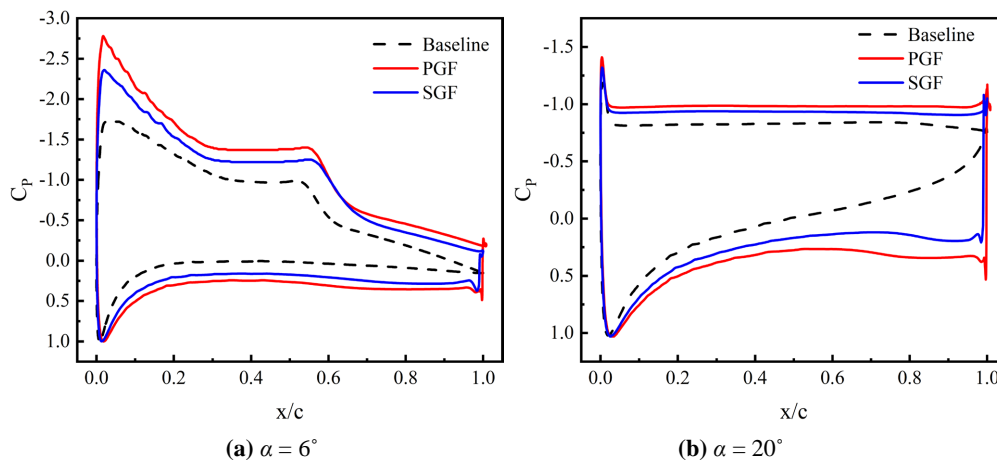 -3.0
-2.5
-2.0
-1.5
-1.0
-0.5
0.0
0.5
1.0
C_P
Baseline
PGF
SGF
0.0 0.2 0.4 0.6 0.8 1.0
x/c
(a) α = 6˚
-1.5
-1.0
-0.5
0.0
0.5
1.0
C_P
Baseline
PGF
SGF
0.0 0.2 0.4 0.6 0.8 1.0
x/c
(b) α = 20˚